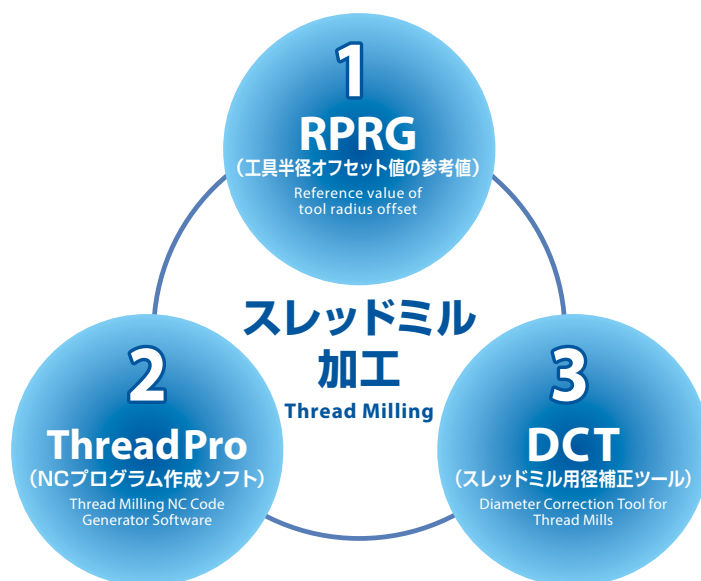 1
RPRG
（工具半径オフセット値の参考値）
Reference value of
tool radius offset
スレッドミル
加工
Thread Milling
2
ThreadPro
（NCプログラム作成ソフト）
Thread Milling NC Code
Generator Software
3
DCT
（スレッドミル用径補正ツール）
Diameter Correction Tool for
Thread Mills